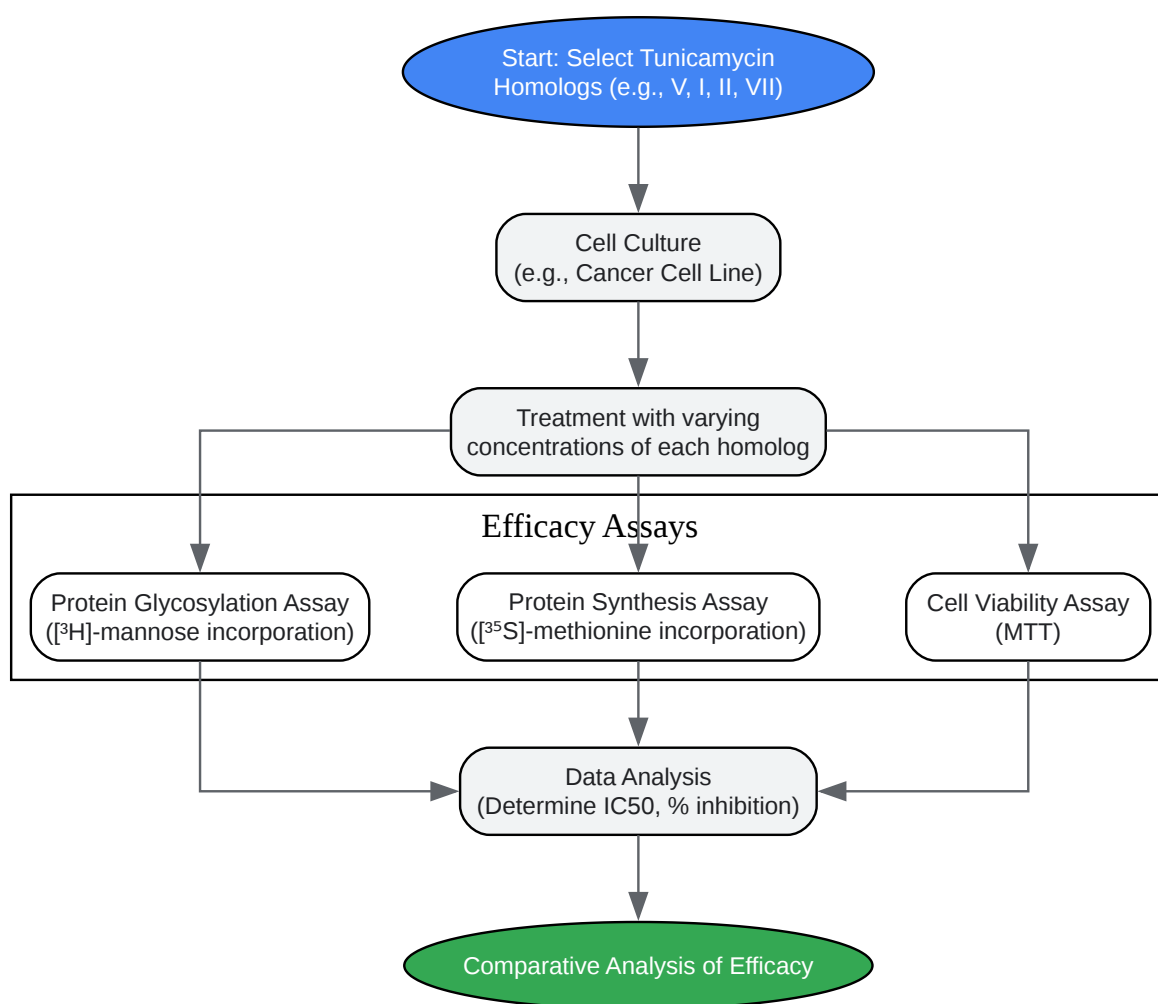 Start: Select Tunicamycin
Homologs (e.g., V, I, II, VII)
Cell Culture
(e.g., Cancer Cell Line)
Treatment with varying
concentrations of each homolog
Efficacy Assays
Protein Glycosylation Assay
([³H]-mannose incorporation)
Protein Synthesis Assay
([³⁵S]-methionine incorporation)
Cell Viability Assay
(MTT)
Data Analysis
(Determine IC50, % inhibition)
Comparative Analysis of Efficacy